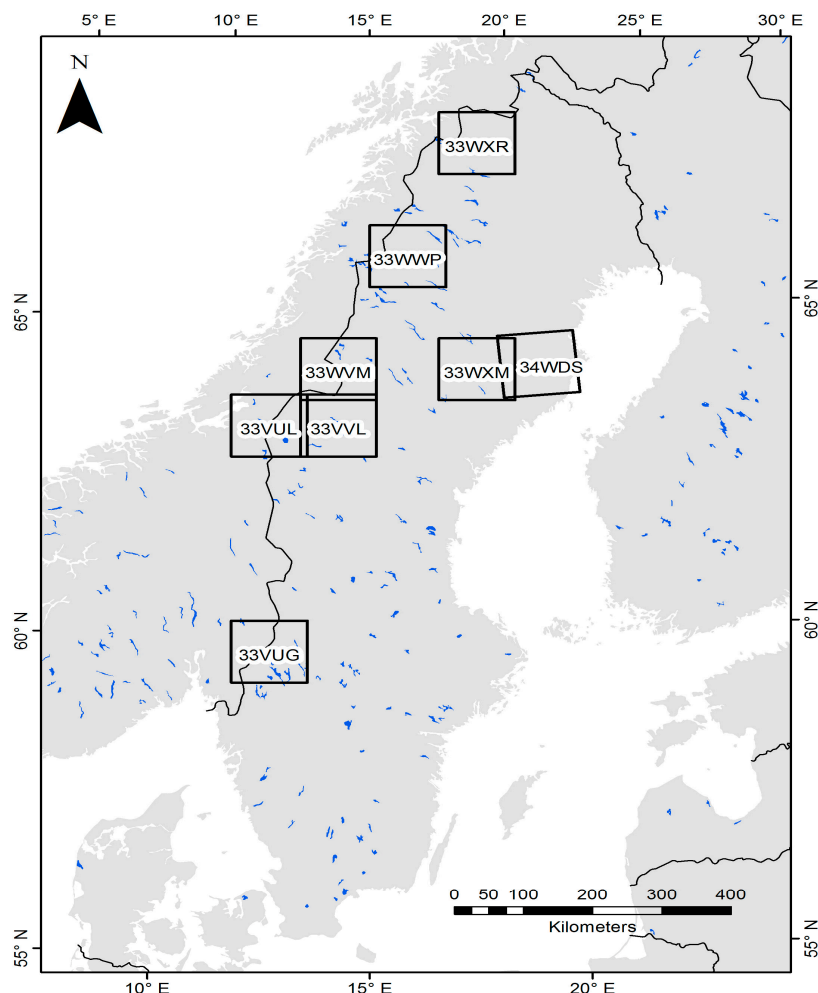 5° E 10° E 15° E 20° E 25° E 30° E
N
33WXR
33WWP
65° N 65° N
33WVM 33WXM 34WDS
33VUL 33VVL
60° N 60° N
33VUG
0 50 100 200 300 400
Kilometers
55° N 55° N
10° E 15° E 20° E